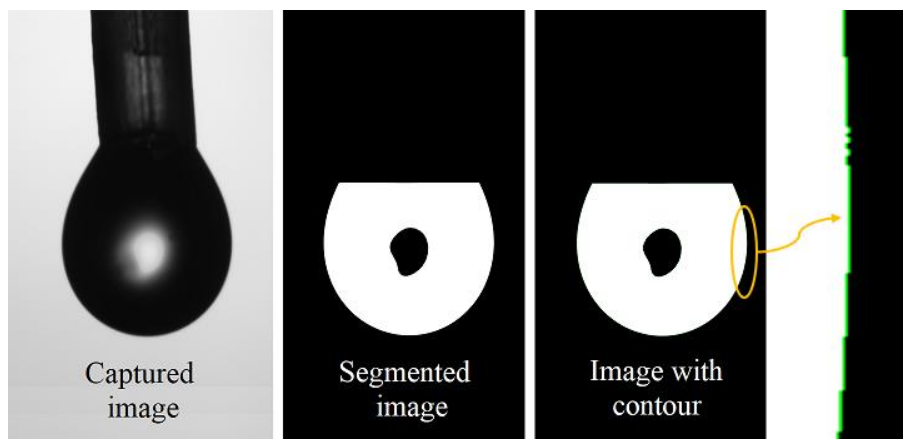 Captured
image
Segmented
image
Image with
contour